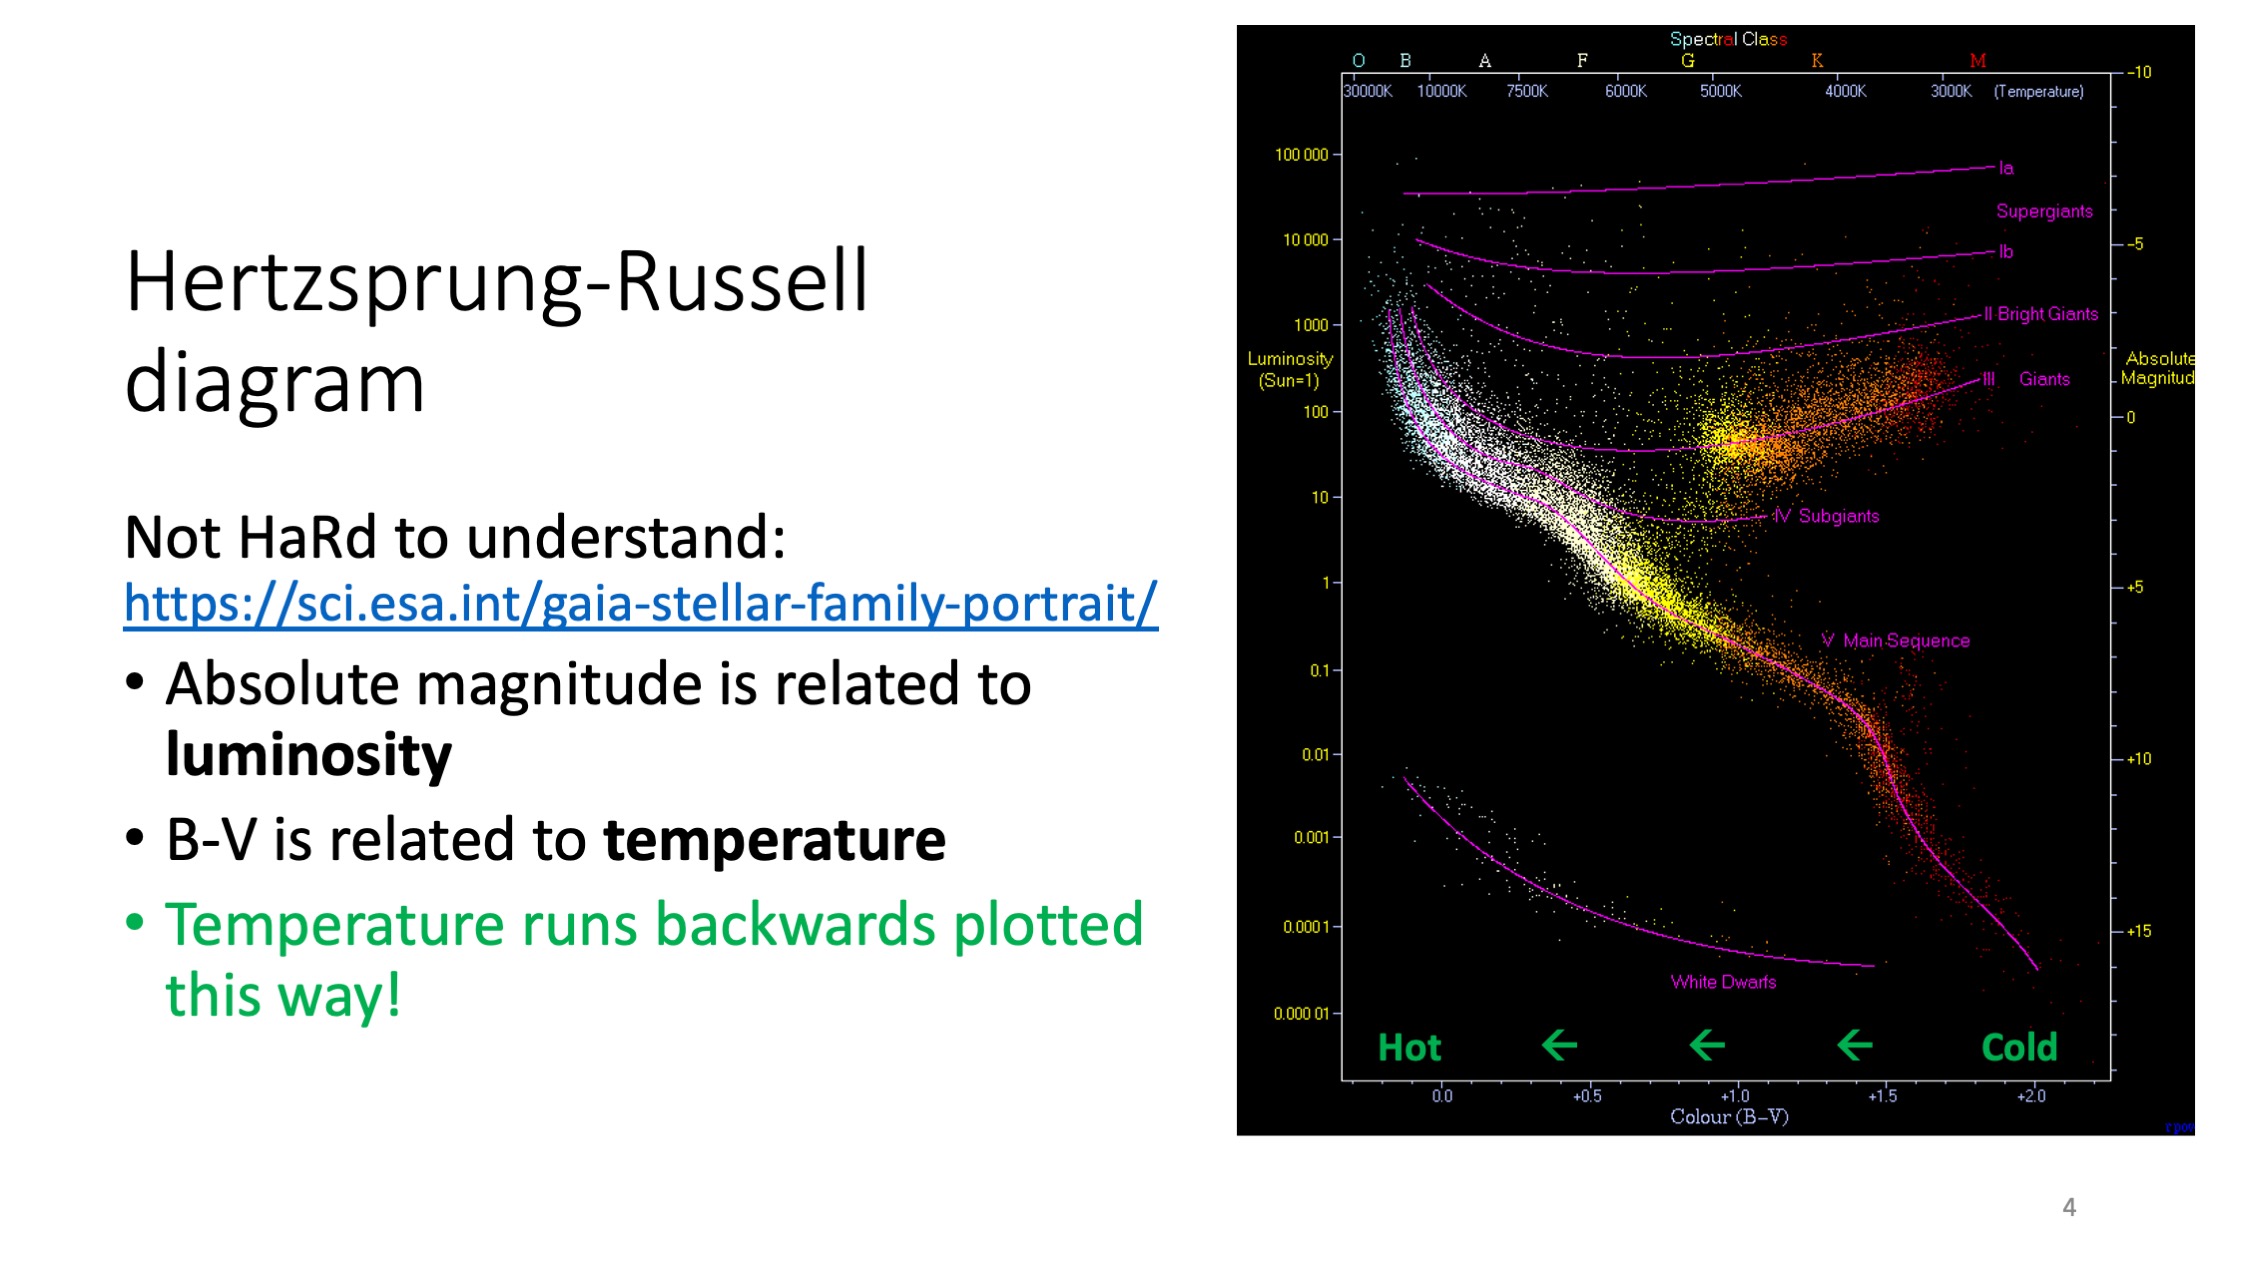 Hertzsprung-Russell
diagram
Not HaRd to understand:
https://sci.esa.int/gaia-stellar-family-portrait/
• Absolute magnitude is related to
luminosity
• B-V is related to temperature
• Temperature runs backwards plotted
this way!
Spectral Class
O B A F G K M
30000K 10000K 7500K 6000K 5000K 4000K 3000K (Temperature)
-10
100 000
Ia
Supergiants
10 000
-5
Ib
II Bright Giants
1 000
Luminosity
(Sun=1)
Absolute
Magnitud
III Giants
100
0
10
IV Subgiants
1
+5
V Main Sequence
0.1
0.01
+10
0.001
0.0001
+15
White Dwarfs
0.000 01
Hot ← ← ← Cold
0.0 +0.5 +1.0 +1.5 +2.0
Colour (B-V)
4